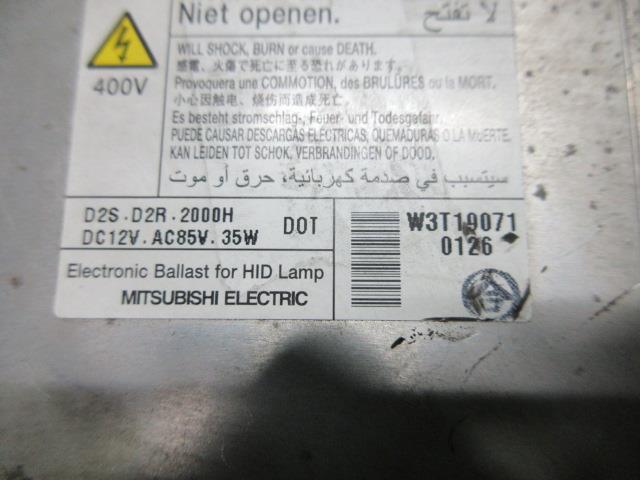 Niet openen.
لا تفتح
400V
WILL SHOCK, BURN or cause DEATH.
感電、火傷で死亡に至る恐れがあります。
Provoquera une COMMOTION, des BRULÛRES ou la MORT.
小心因触电、烧伤而造成死亡。
Es besteht stromschlag-, Feuer- und Todesgefahr.
PUEDE CAUSAR DESCARGAS ELÉCTRICAS, QUEMADURAS O LA MUERTE.
KAN LEIDEN TOT SCHOK, VERBRANDINGEN OF DOOD.
سيتسبب في صدمة كهربائية، حرق أو موت
D2S.D2R.2000H
DC12V.AC85V.35W
DOT
W3T19071
0126
Electronic Ballast for HID Lamp
MITSUBISHI ELECTRIC